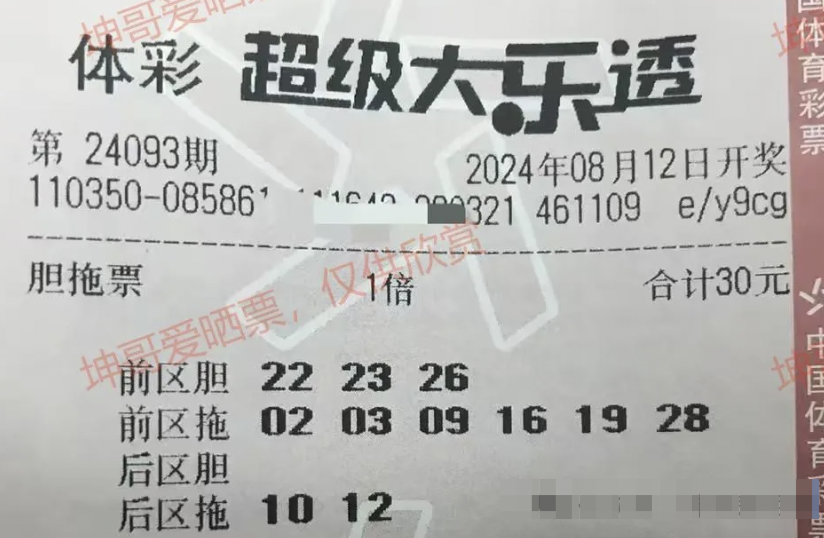 体彩 超级大乐透
第 24093期 2024年08月12日开奖
110350-085861 321 461109 e/y9cg
胆拖票 1倍 合计30元
前区胆 22 23 26
前区拖 02 03 09 16 19 28
后区胆
后区拖 10 12
坤哥爱晒票，仅供欣赏
坤哥爱晒
国体育彩票
中国体育彩票